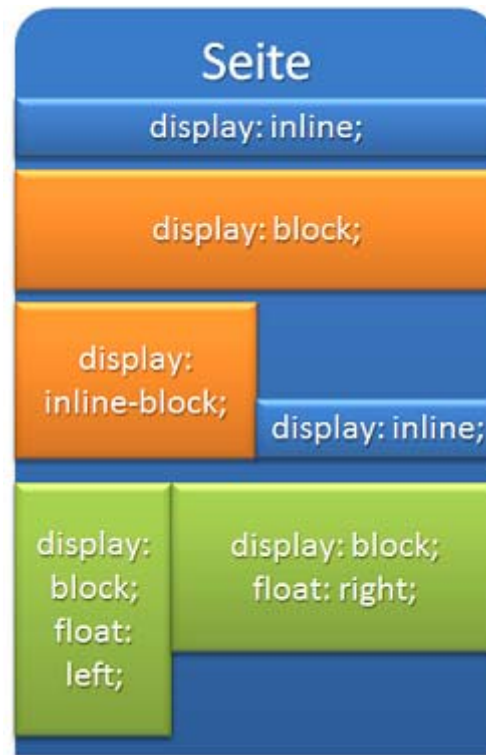 Seite
display: inline;
display: block;
display:
inline-block;
display: inline;
display:
block;
float:
left;
display: block;
float: right;